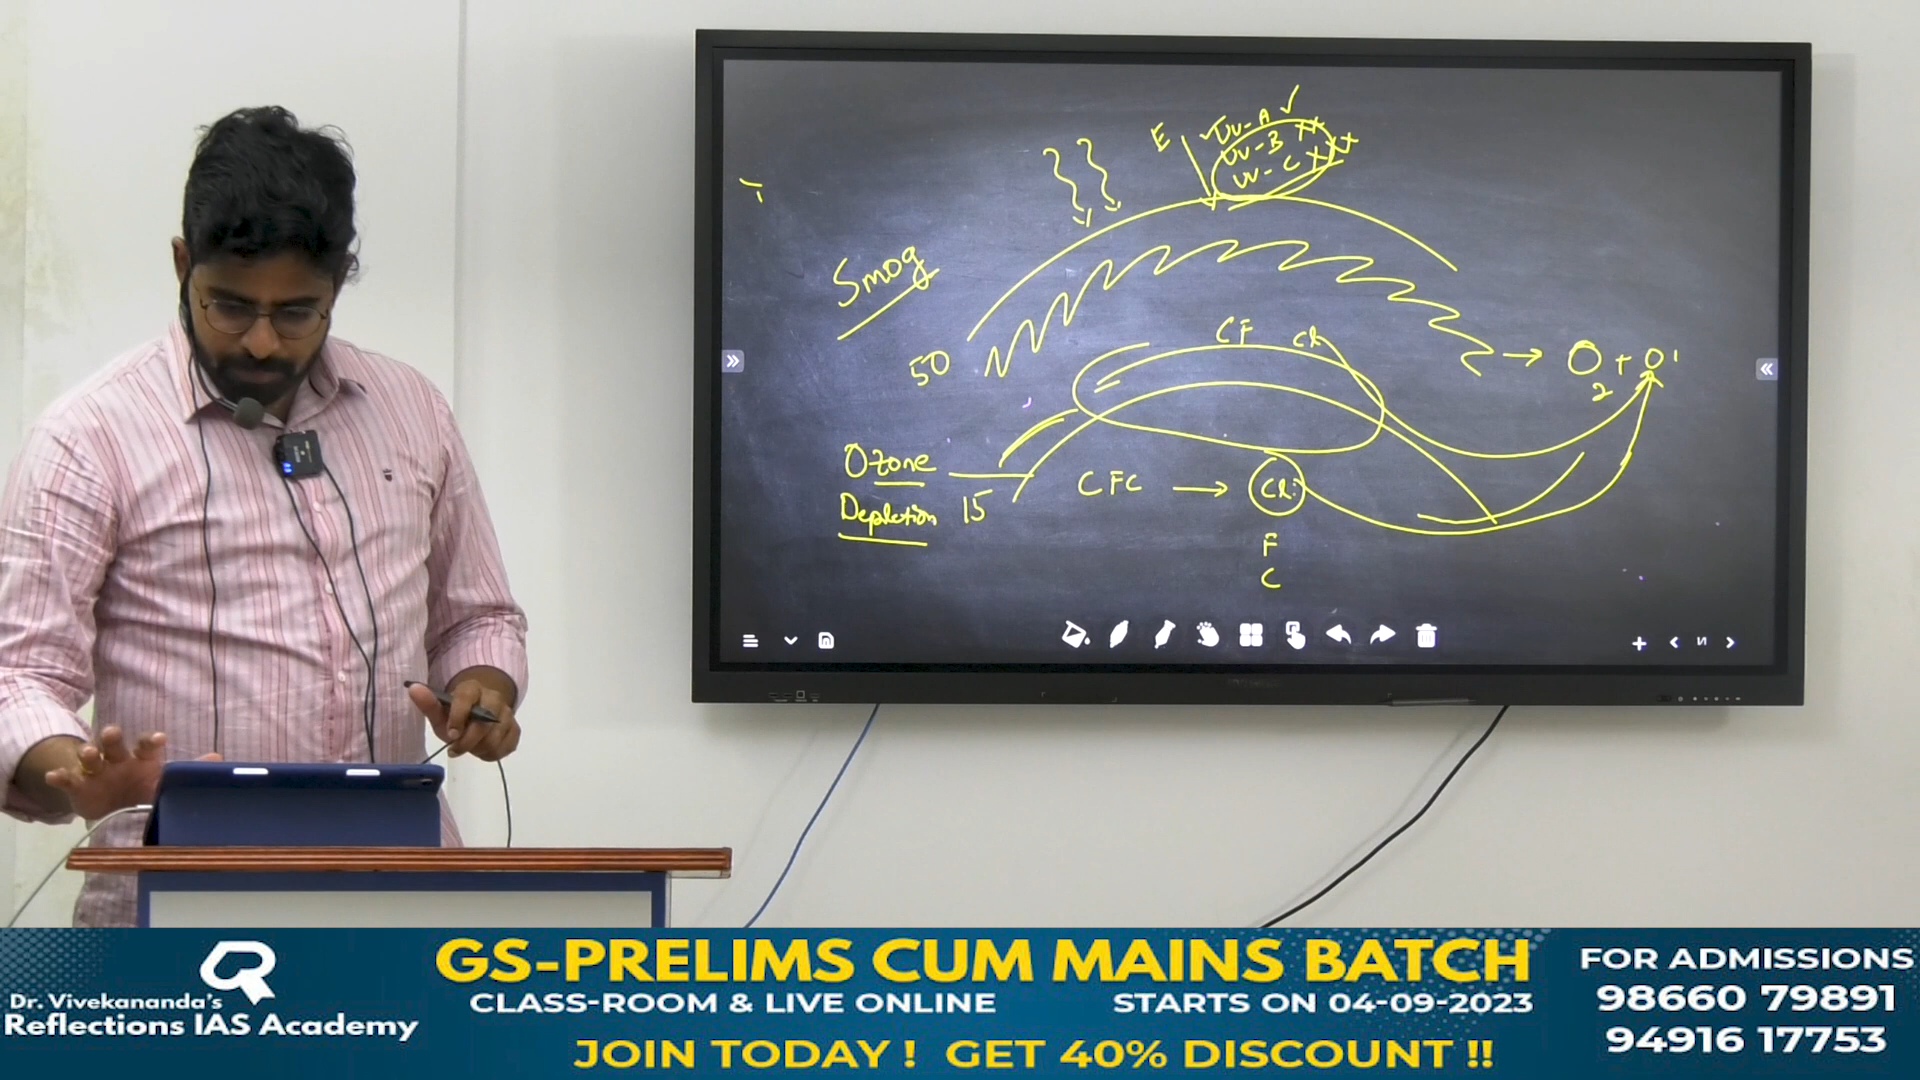 E UV-A ✓
UV-B xx
UV-C xxx
Smog
50
CF Cl
O2 + O'
Ozone
Depletion
15
CFC → Cl
F
C
GS-PRELIMS CUM MAINS BATCH
CLASS-ROOM & LIVE ONLINE STARTS ON 04-09-2023
JOIN TODAY ! GET 40% DISCOUNT !!
Dr. Vivekananda's
Reflections IAS Academy
FOR ADMISSIONS
98660 79891
94916 17753